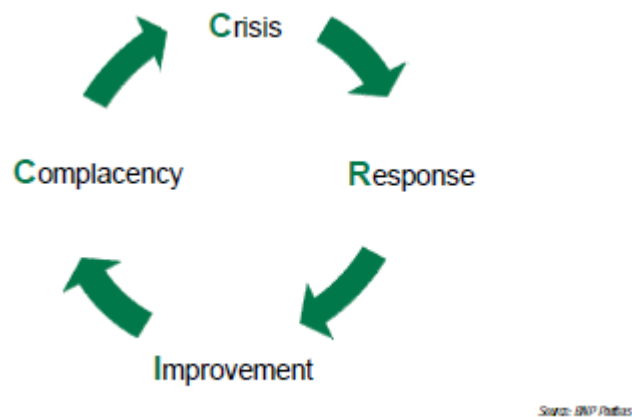 Crisis
Complacency
Response
Improvement
Source: BNP Paribas